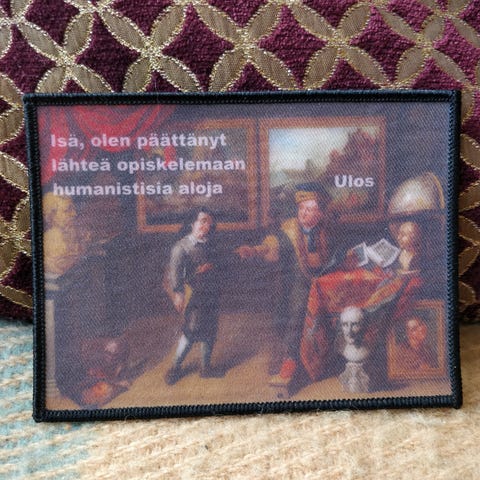 Isä, olen päättänyt
lähteä opiskelemaan
humanistisia aloja
Ulos